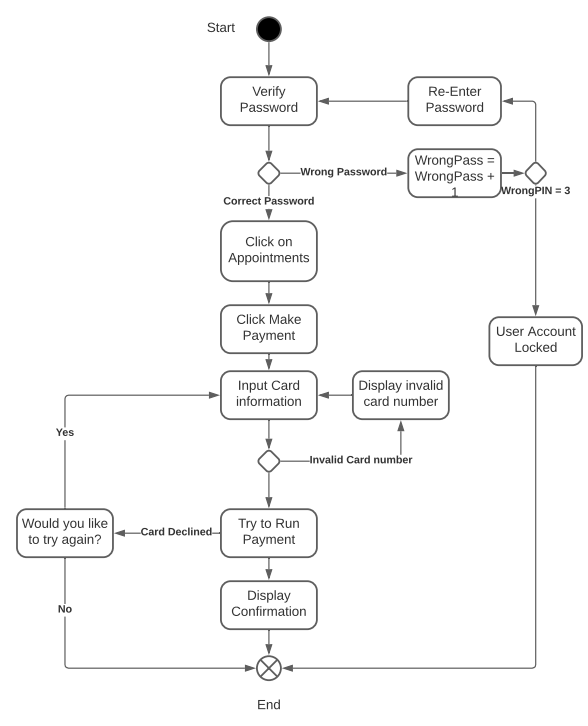 Start
Verify
Password
Re-Enter
Password
Wrong Password
WrongPass =
WrongPass +
1
WrongPIN = 3
Correct Password
Click on
Appointments
Click Make
Payment
User Account
Locked
Input Card
information
Display invalid
card number
Yes
Invalid Card number
Would you like
to try again?
Card Declined
Try to Run
Payment
Display
Confirmation
No
End